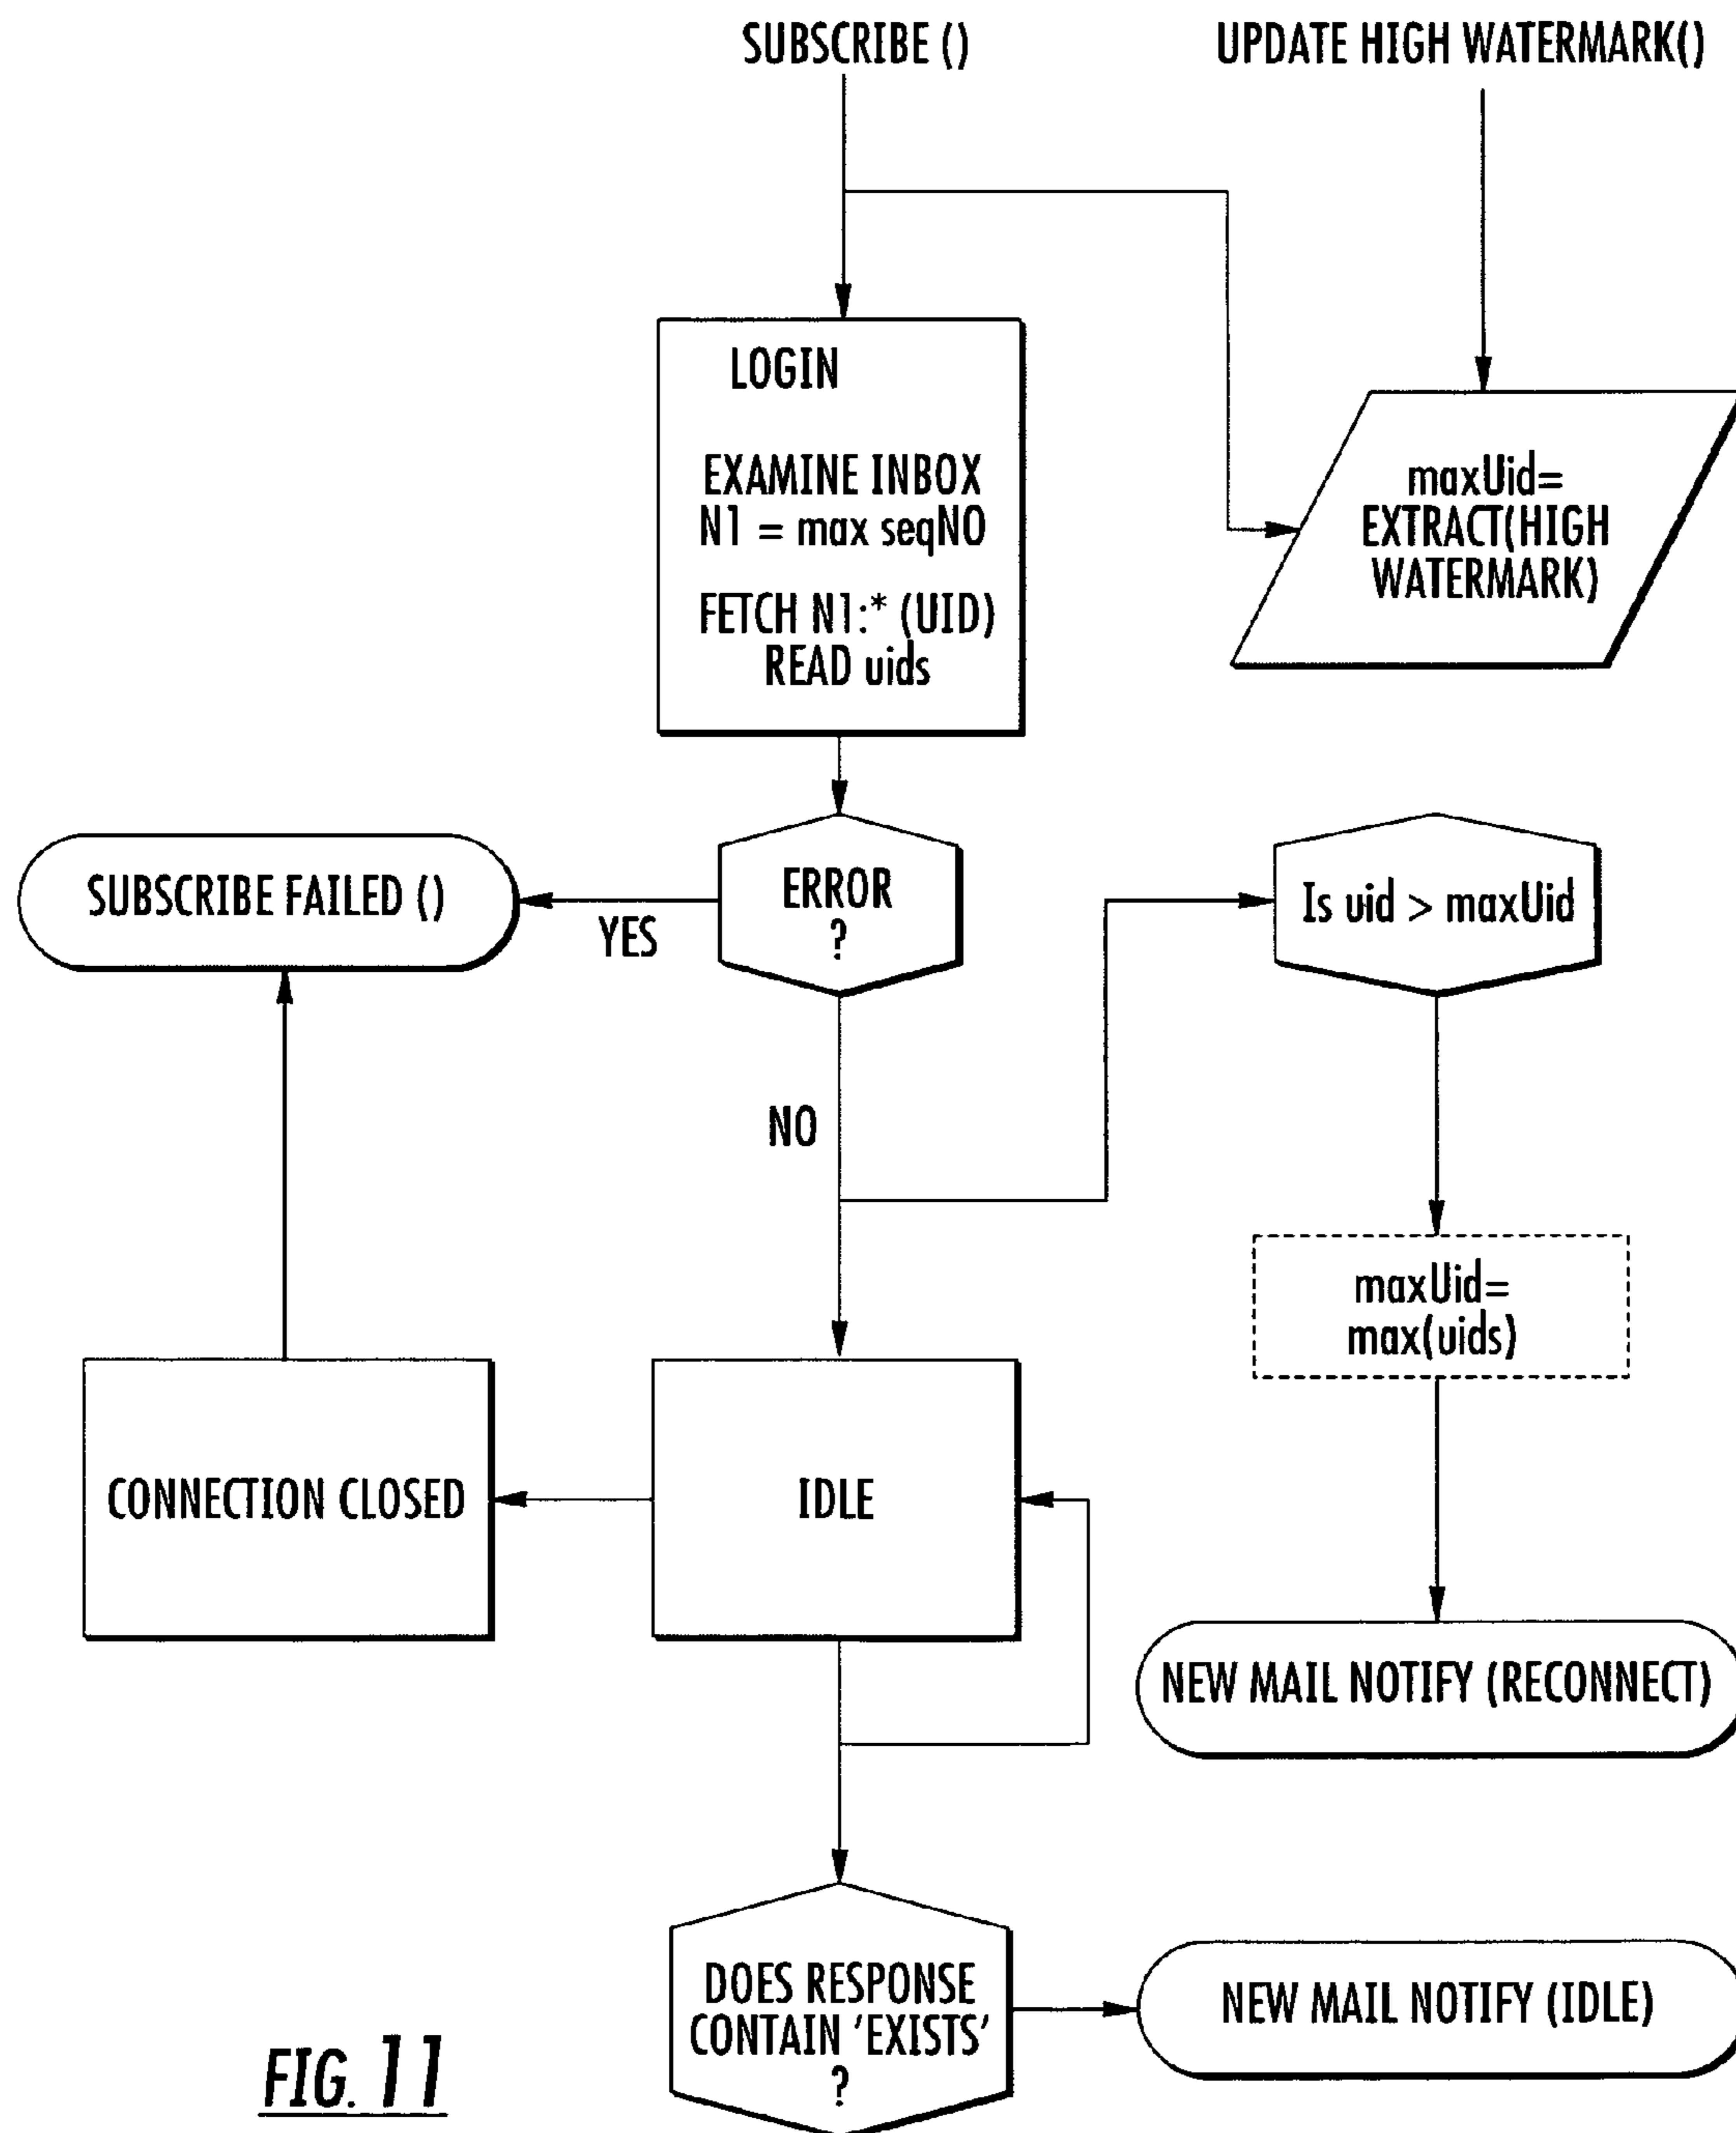 SUBSCRIBE ()
UPDATE HIGH WATERMARK()
LOGIN
EXAMINE INBOX
N1 = max seqNO
FETCH N1:* (UID)
READ uids
maxUid=
EXTRACT(HIGH
WATERMARK)
SUBSCRIBE FAILED ()
YES
ERROR
?
Is uid > maxUid
NO
maxUid=
max(uids)
CONNECTION CLOSED
IDLE
NEW MAIL NOTIFY (RECONNECT)
DOES RESPONSE
CONTAIN 'EXISTS'
?
NEW MAIL NOTIFY (IDLE)
FIG. 11